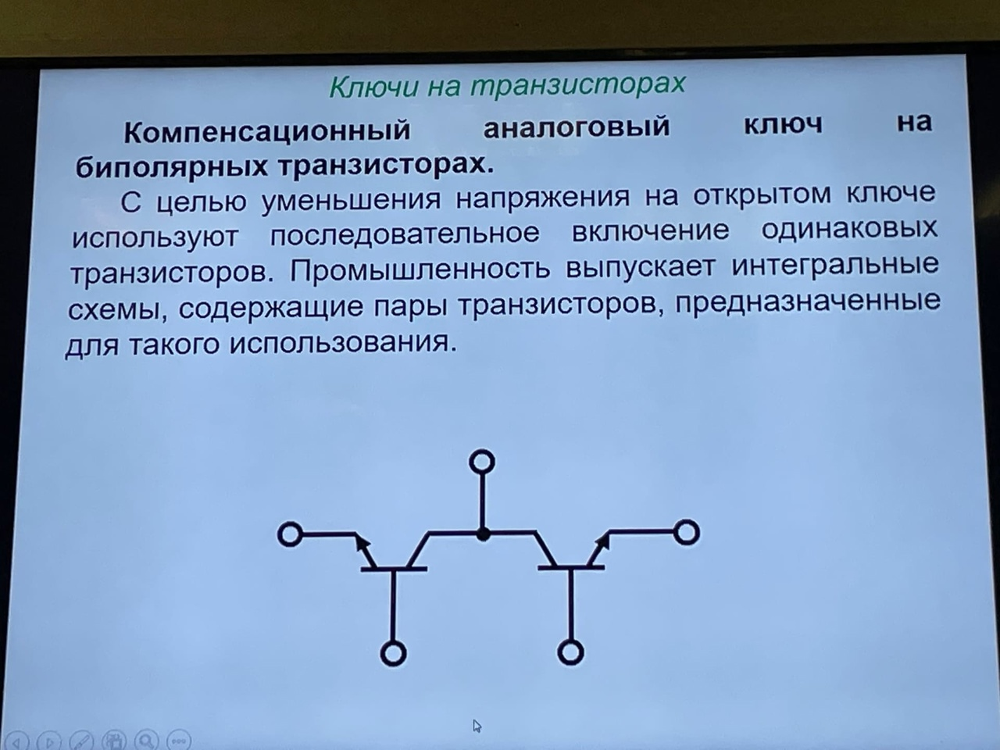 Ключи на транзисторах
Компенсационный аналоговый ключ на
биполярных транзисторах.
С целью уменьшения напряжения на открытом ключе
используют последовательное включение одинаковых
транзисторов. Промышленность выпускает интегральные
схемы, содержащие пары транзисторов, предназначенные
для такого использования.